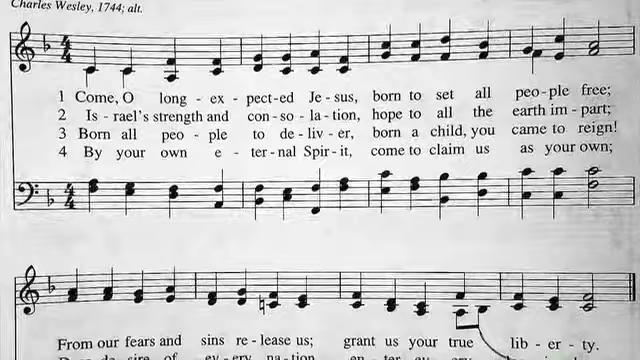 Charles Wesley, 1744; alt.
1 Come, O long - ex - pect-ed Je - sus, born to set all peo - ple free;
2 Is - rael's strength and con - so - la - tion, hope to all the earth im - part;
3 Born all peo - ple to de - liv - er, born a child, you came to reign!
4 By your own e - ter - nal Spir - it, come to claim us as your own;
From our fears and sins re - lease us; grant us your true lib - er - ty.